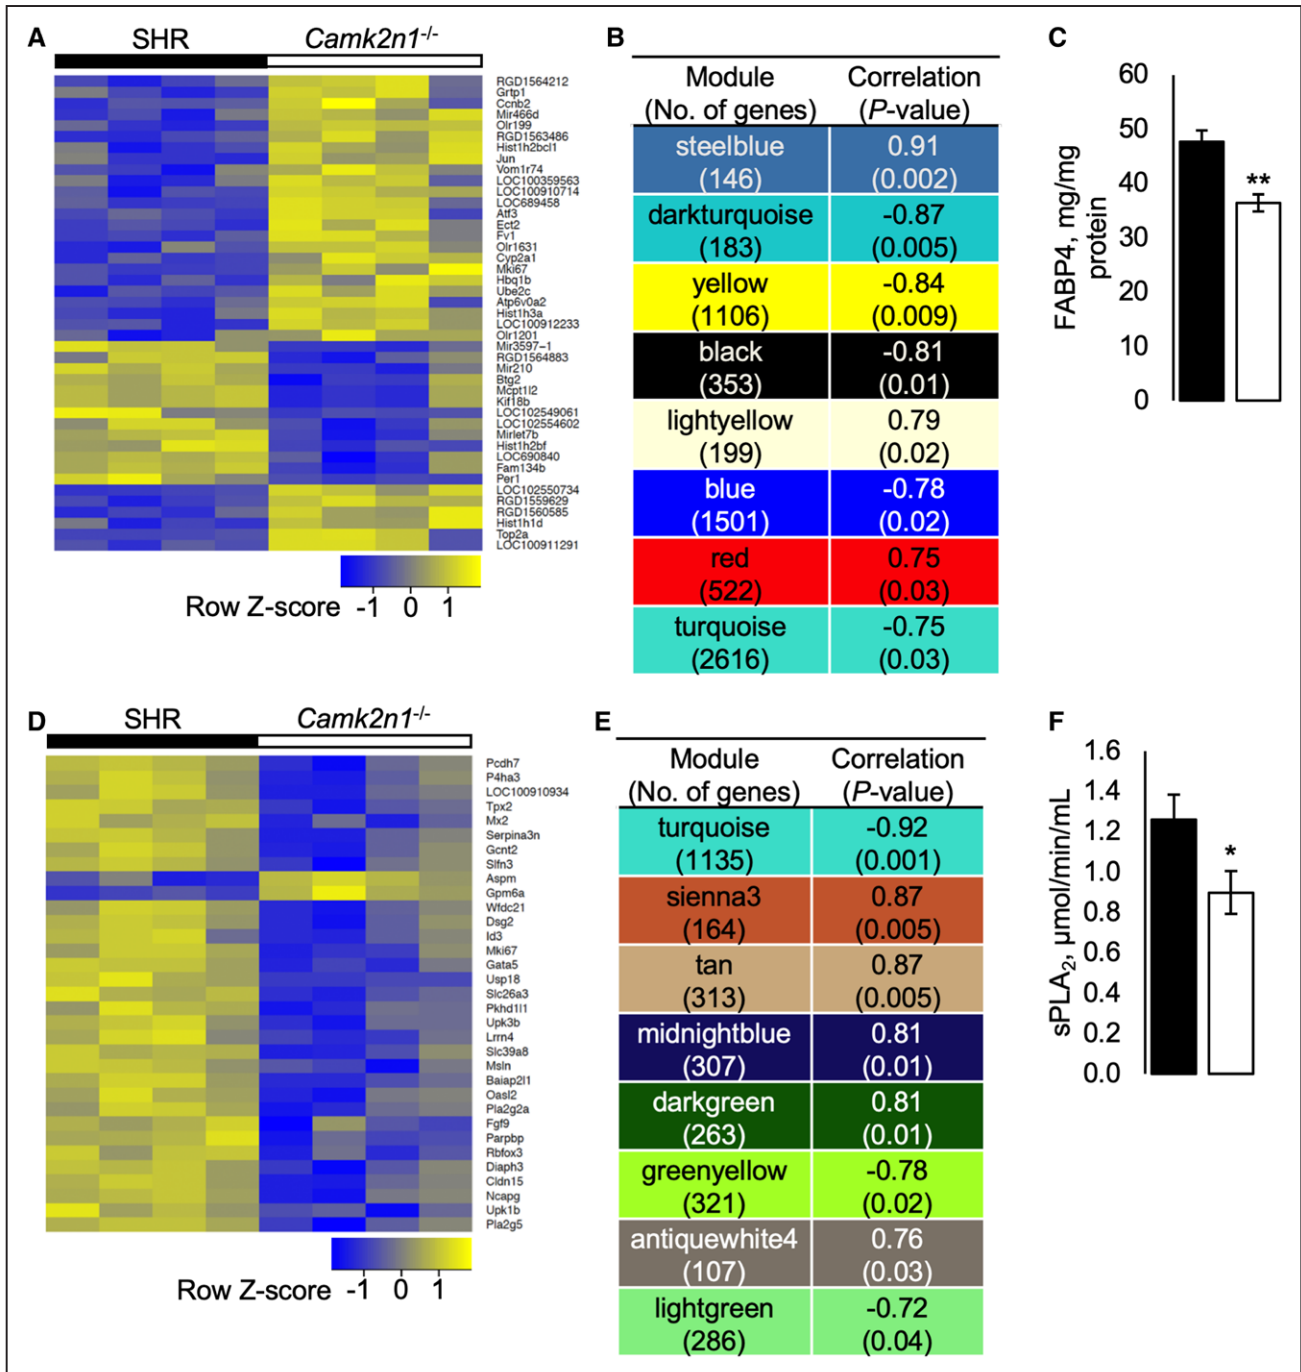 A
SHR
Camk2n1-/-
RGD1564212
Grtp1
Ccnb2
Mir466d
Olr199
RGD1563486
Hist1h2bcl1
Jun
Vom1r74
LOC100359563
LOC100910714
LOC689458
Atf3
Ect2
Fv1
Olr1631
Cyp2a1
Mki67
Hbq1b
Ube2c
Atp6v0a2
Hist1h3a
LOC100912233
Olr1201
Mir3597-1
RGD1564883
Mir210
Btg2
Mcpt1l2
Kif18b
LOC102549061
LOC102554602
Mirlet7b
Hist1h2bf
LOC690840
Fam134b
Per1
LOC102550734
RGD1559629
RGD1560585
Hist1h1d
Top2a
LOC100911291
Row Z-score -1 0 1
B
Module Correlation
(No. of genes) (P-value)
steelblue 0.91
(146) (0.002)
darkturquoise -0.87
(183) (0.005)
yellow -0.84
(1106) (0.009)
black -0.81
(353) (0.01)
lightyellow 0.79
(199) (0.02)
blue -0.78
(1501) (0.02)
red 0.75
(522) (0.03)
turquoise -0.75
(2616) (0.03)
C
FABP4, mg/mg
protein
60
50
40
30
20
10
0
**
D
SHR
Camk2n1-/-
Pcdh7
P4ha3
LOC100910934
Tpx2
Mx2
Serpina3n
Gcnt2
Slfn3
Aspm
Gpm6a
Wfdc21
Dsg2
Id3
Mki67
Gata5
Usp18
Slc26a3
Pkhd1l1
Upk3b
Lrrn4
Slc39a8
Msln
Baiap2l1
Oasl2
Pla2g2a
Fgf9
Parpbp
Rbfox3
Diaph3
Cldn15
Ncapg
Upk1b
Pla2g5
Row Z-score -1 0 1
E
Module Correlation
(No. of genes) (P-value)
turquoise -0.92
(1135) (0.001)
sienna3 0.87
(164) (0.005)
tan 0.87
(313) (0.005)
midnightblue 0.81
(307) (0.01)
darkgreen 0.81
(263) (0.01)
greenyellow -0.78
(321) (0.02)
antiquewhite4 0.76
(107) (0.03)
lightgreen -0.72
(286) (0.04)
F
sPLA2, µmol/min/mL
1.6
1.4
1.2
1.0
0.8
0.6
0.4
0.2
0.0
*